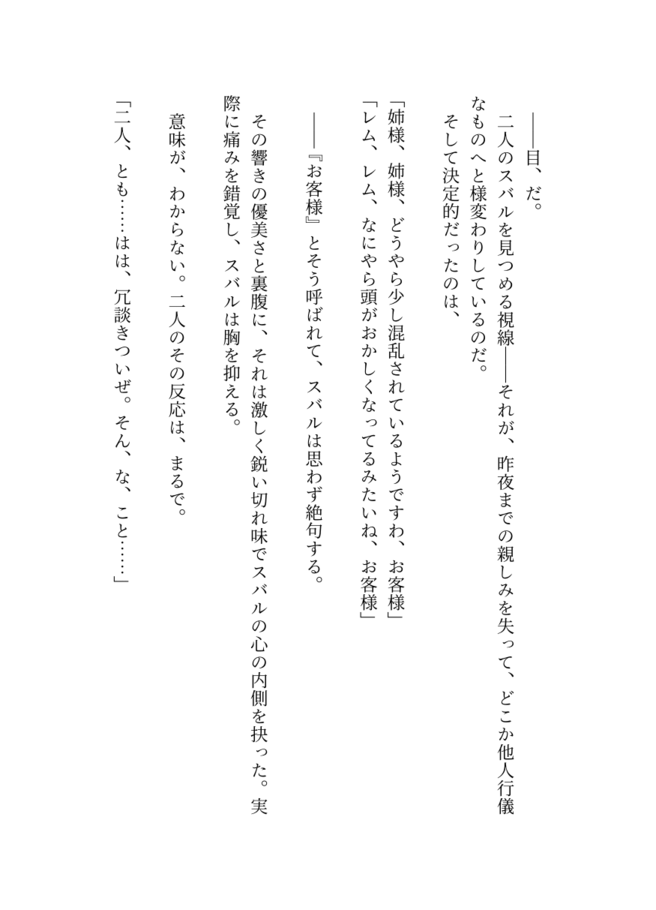 ――目、だ。
二人のスバルを見つめる視線――それが、昨夜までの親しみを失って、どこか他人行儀
なものへと様変わりしているのだ。
そして決定的だったのは、
「姉様、姉様、どうやら少し混乱されているようですわ、お客様」
「レム、レム、なにやら頭がおかしくなってるみたいね、お客様」
――『お客様』とそう呼ばれて、スバルは思わず絶句する。
その響きの優美さと裏腹に、それは激しく鋭い切れ味でスバルの心の内側を抉った。実
際に痛みを錯覚し、スバルは胸を抑える。
意味が、わからない。二人のその反応は、まるで。
「二人、とも……はは、冗談きついぜ。そん、な、こと……」